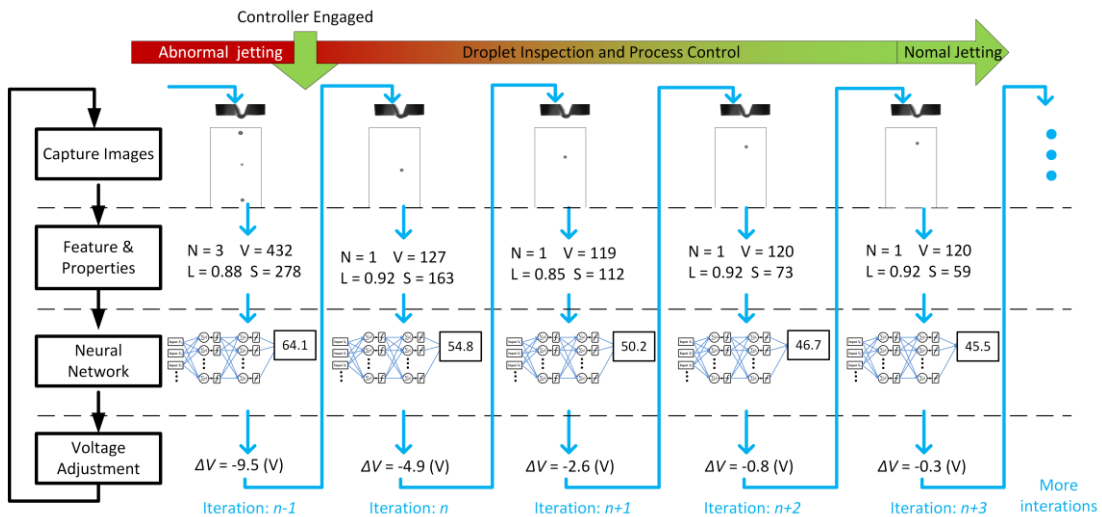 Controller Engaged
Abnormal jetting
Droplet Inspection and Process Control
Nomal Jetting
Capture Images
Feature &
Properties
Neural
Network
Voltage
Adjustment
N = 3 V = 432
L = 0.88 S = 278
64.1
ΔV = -9.5 (V)
Iteration: n-1
N = 1 V = 127
L = 0.92 S = 163
54.8
ΔV = -4.9 (V)
Iteration: n
N = 1 V = 119
L = 0.85 S = 112
50.2
ΔV = -2.6 (V)
Iteration: n+1
N = 1 V = 120
L = 0.92 S = 73
46.7
ΔV = -0.8 (V)
Iteration: n+2
N = 1 V = 120
L = 0.92 S = 59
45.5
ΔV = -0.3 (V)
Iteration: n+3
More
interations